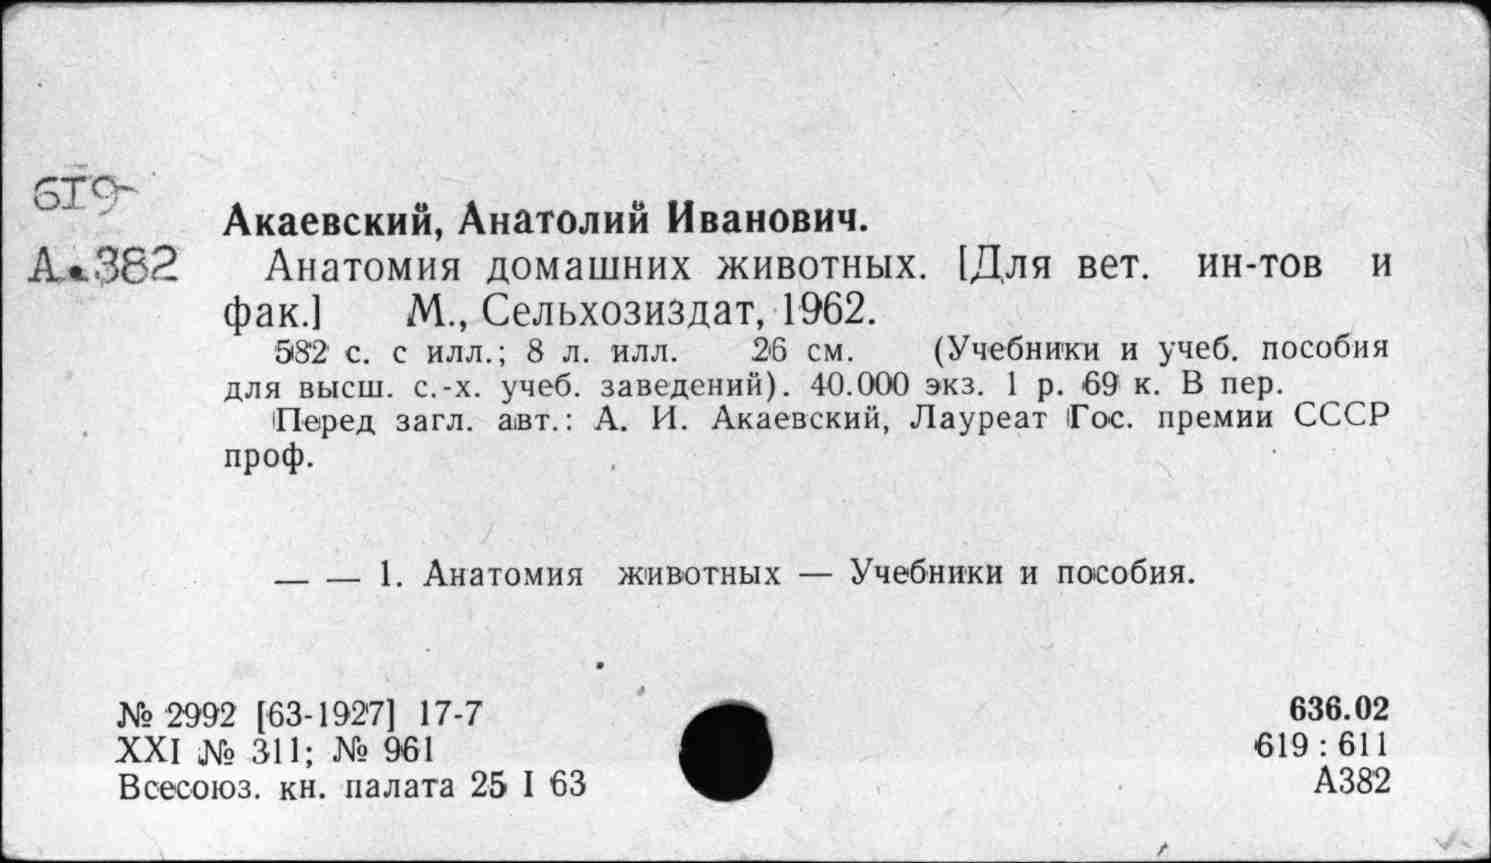 619
Акаевский, Анатолий Иванович.
А.382
Анатомия домашних животных. [Для вет. ин-тов и
фак.] М., Сельхозиздат, 1962.
582 с. с илл.; 8 л. илл. 26 см. (Учебники и учеб. пособия
для высш. с.-х. учеб. заведений). 40.000 экз. 1 р. 69 к. В пер.
Перед загл. авт.: А. И. Акаевский, Лауреат Гос. премии СССР
проф.
— — 1. Анатомия животных — Учебники и пособия.
№ 2992 [63-1927] 17-7
XXI № 311; № 961
Всесоюз. кн. палата 25 I 63
636.02
619 : 611
А382